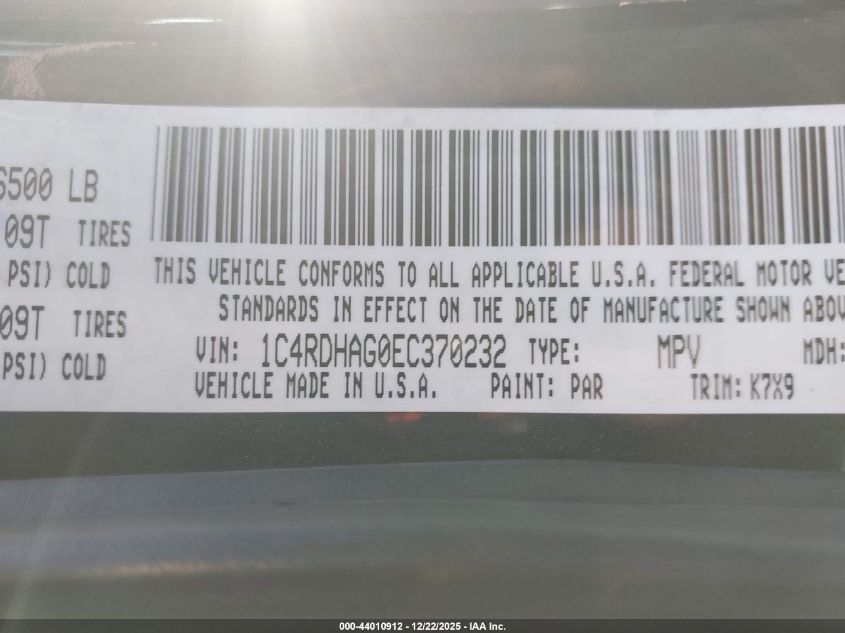 6500 LB
09T TIRES
PSI) COLD
09T TIRES
PSI) COLD
THIS VEHICLE CONFORMS TO ALL APPLICABLE U.S.A. FEDERAL MOTOR VE
STANDARDS IN EFFECT ON THE DATE OF MANUFACTURE SHOWN ABOV
VIN: 1C4RDHAG0EC370232 TYPE: MPV MDH:
VEHICLE MADE IN U.S.A. PAINT: PAR TRIM: K7X9
000-44010912 - 12/22/2025 - IAA Inc.